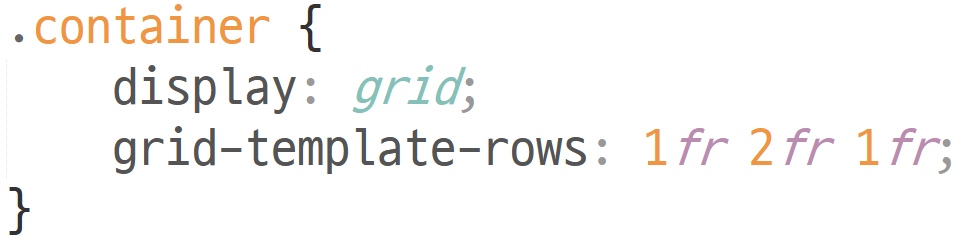 .container {
    display: grid;
    grid-template-rows: 1fr 2fr 1fr;
}